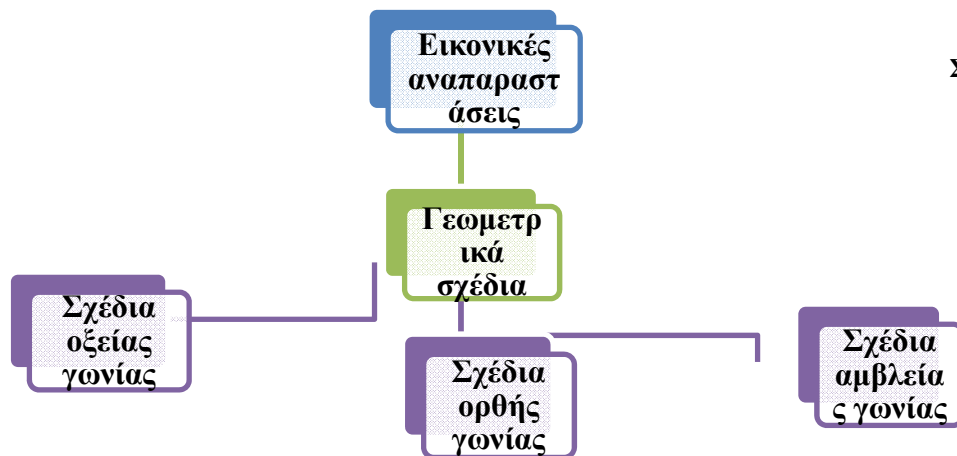 Εικονικές
αναπαραστ
άσεις
Σ
Γεωμετρ
ικά
σχέδια
Σχέδια
οξείας
γωνίας
Σχέδια
ορθής
γωνίας
Σχέδια
αμβλεία
ς γωνίας